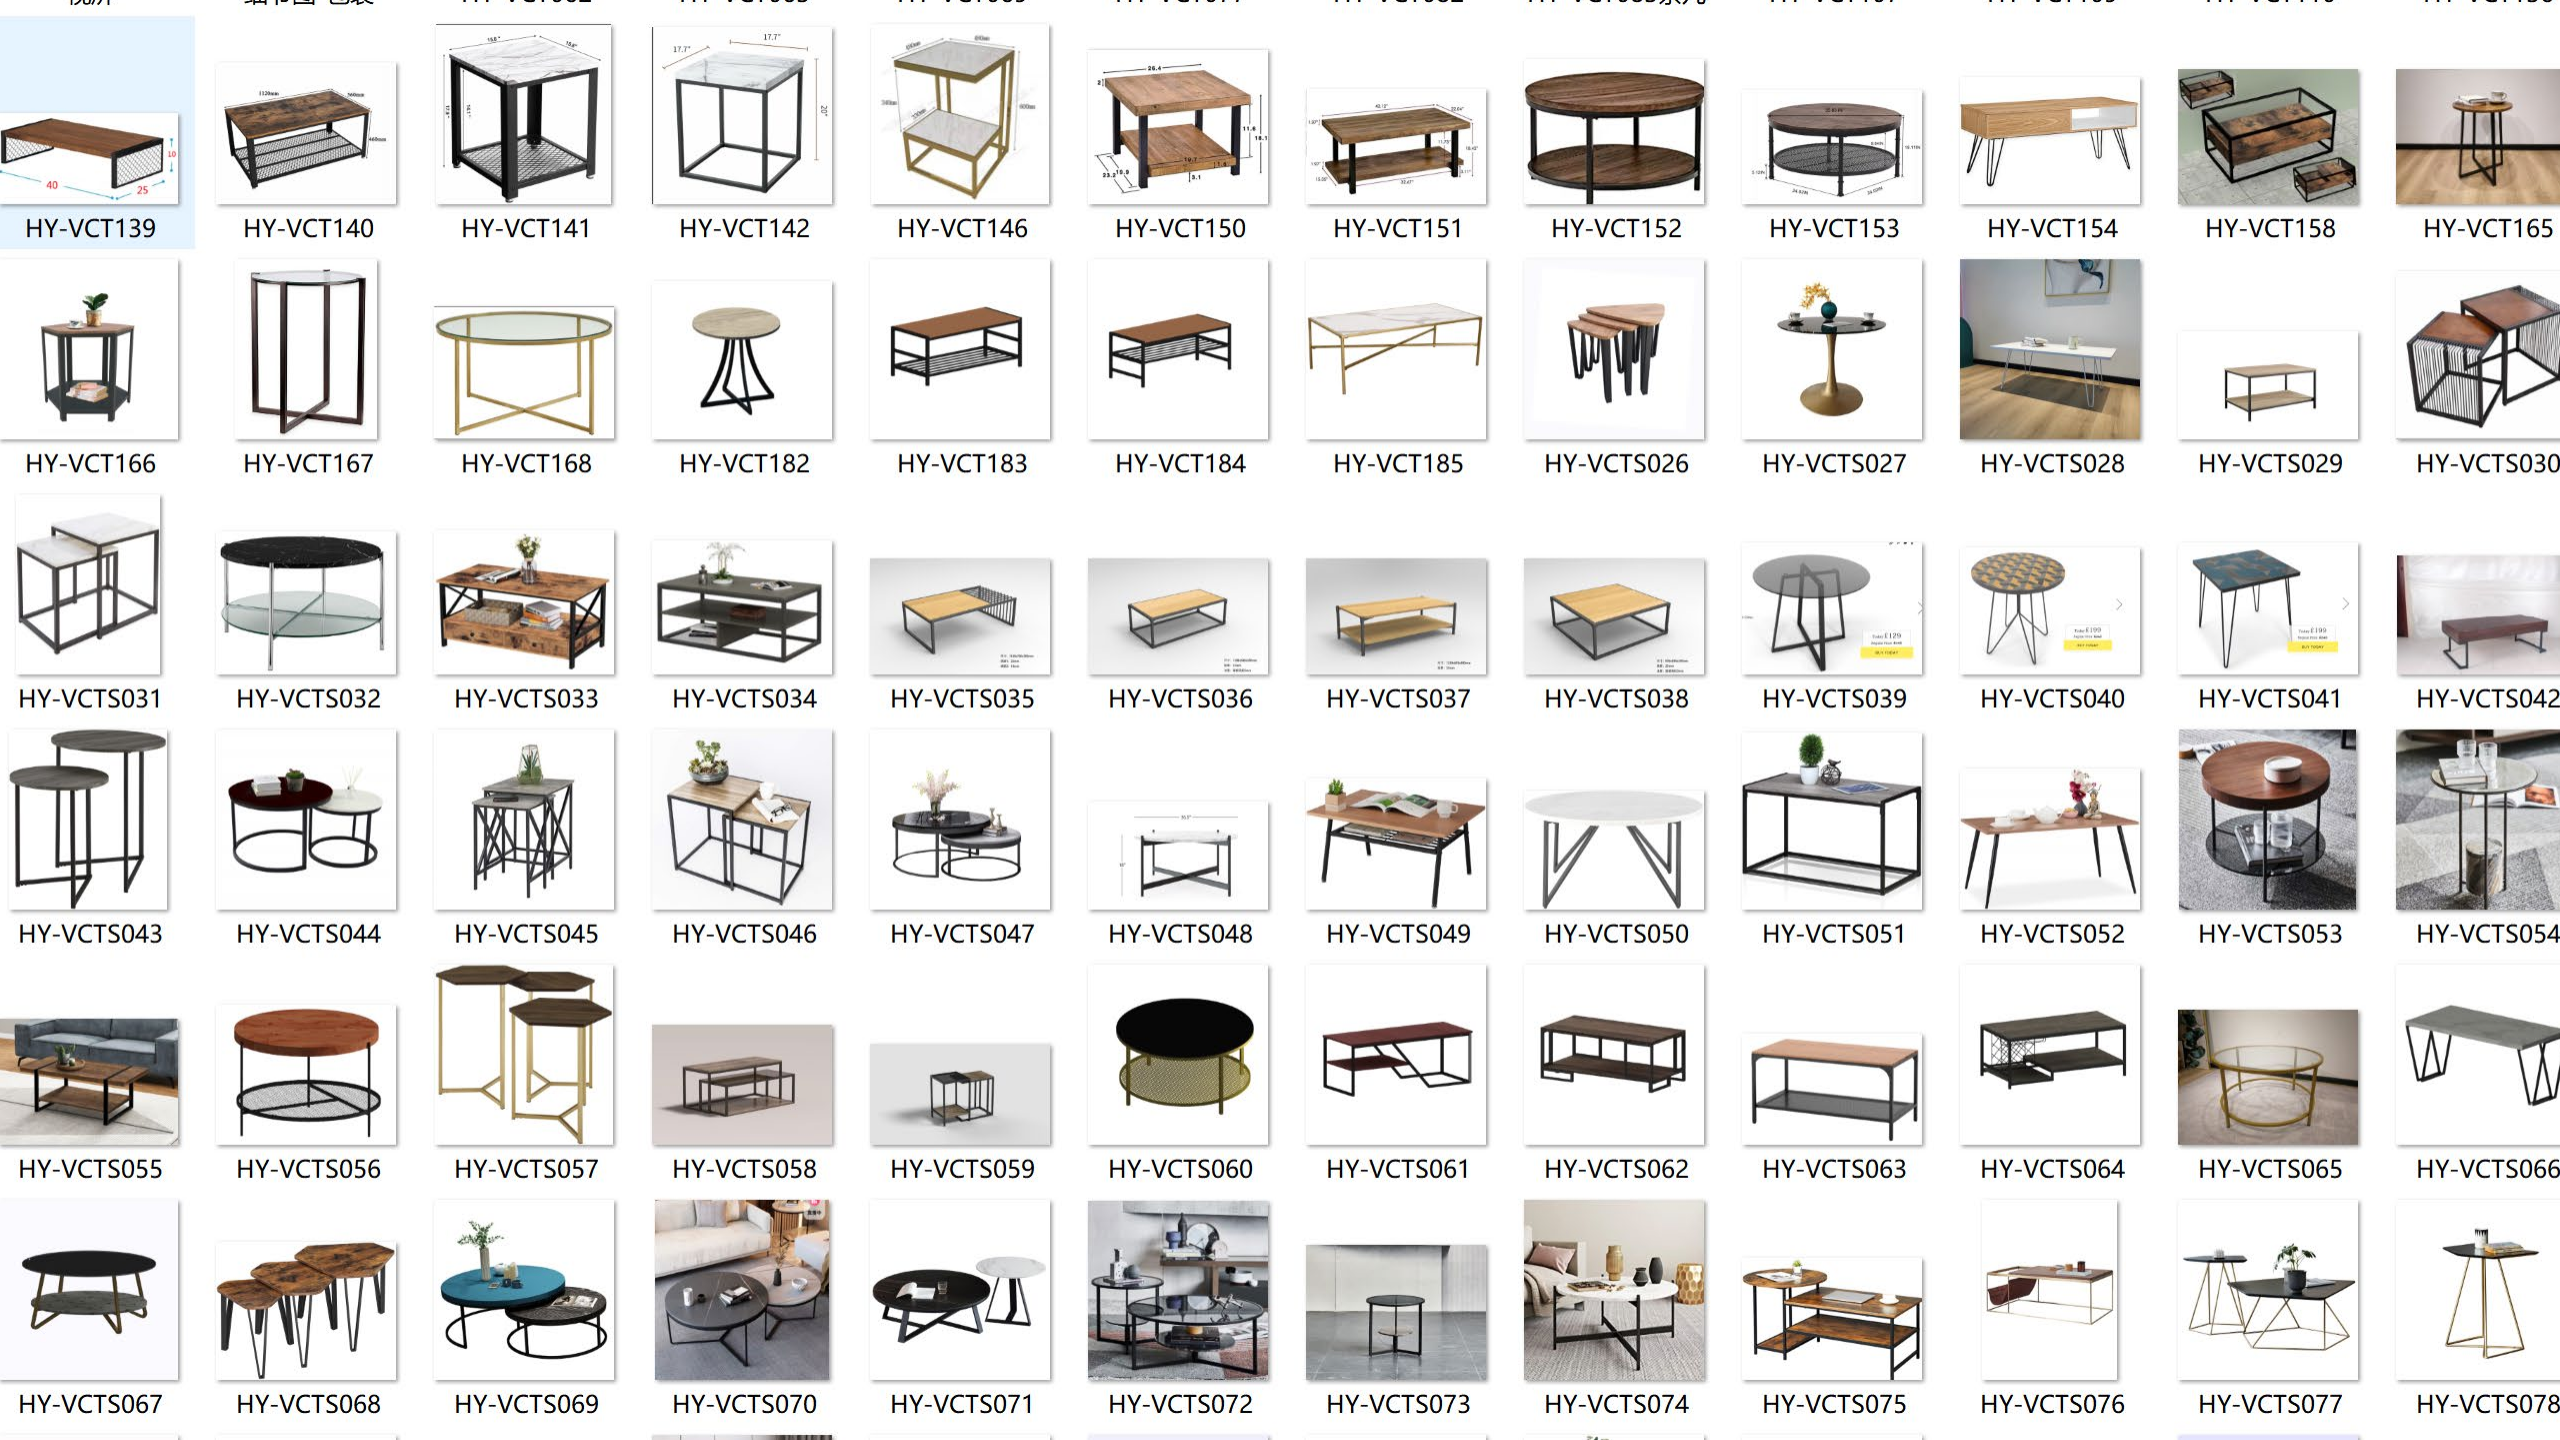 HY-VCT139 HY-VCT140 HY-VCT141 HY-VCT142 HY-VCT146 HY-VCT150 HY-VCT151 HY-VCT152 HY-VCT153 HY-VCT154 HY-VCT158 HY-VCT165
HY-VCT166 HY-VCT167 HY-VCT168 HY-VCT182 HY-VCT183 HY-VCT184 HY-VCT185 HY-VCTS026 HY-VCTS027 HY-VCTS028 HY-VCTS029 HY-VCTS030
HY-VCTS031 HY-VCTS032 HY-VCTS033 HY-VCTS034 HY-VCTS035 HY-VCTS036 HY-VCTS037 HY-VCTS038 HY-VCTS039 HY-VCTS040 HY-VCTS041 HY-VCTS042
HY-VCTS043 HY-VCTS044 HY-VCTS045 HY-VCTS046 HY-VCTS047 HY-VCTS048 HY-VCTS049 HY-VCTS050 HY-VCTS051 HY-VCTS052 HY-VCTS053 HY-VCTS054
HY-VCTS055 HY-VCTS056 HY-VCTS057 HY-VCTS058 HY-VCTS059 HY-VCTS060 HY-VCTS061 HY-VCTS062 HY-VCTS063 HY-VCTS064 HY-VCTS065 HY-VCTS066
HY-VCTS067 HY-VCTS068 HY-VCTS069 HY-VCTS070 HY-VCTS071 HY-VCTS072 HY-VCTS073 HY-VCTS074 HY-VCTS075 HY-VCTS076 HY-VCTS077 HY-VCTS078